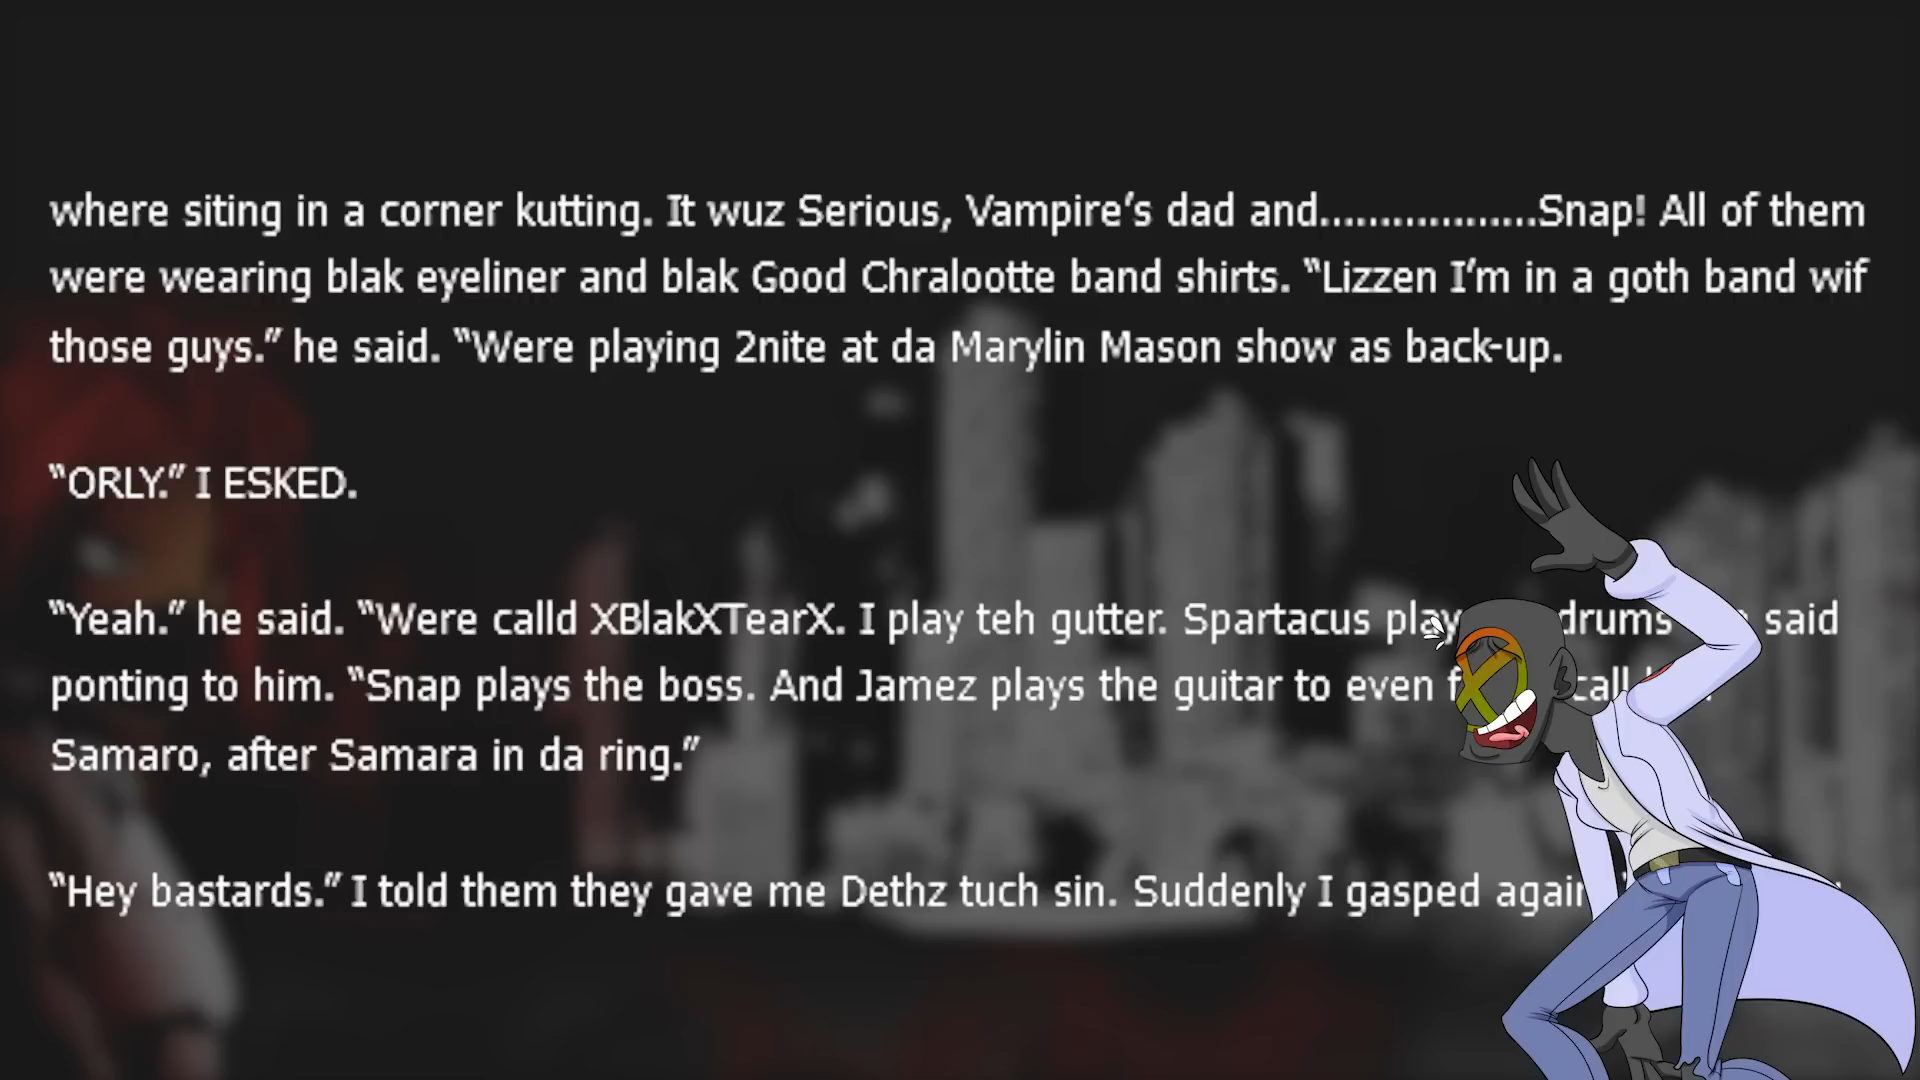 where siting in a corner kutting. It wuz Serious, Vampire’s dad and..................Snap! All of them
were wearing blak eyeliner and blak Good Chralootte band shirts. “Lizzen I’m in a goth band wif
those guys.” he said. “Were playing 2nite at da Marylin Mason show as back-up.
“ORLY.” I ESKED.
“Yeah.” he said. “Were calld XBlakXTearX. I play teh gutter. Spartacus drums said
ponting to him. “Snap plays the boss. And Jamez plays the guitar to even call
Samaro, after Samara in da ring.”
“Hey bastards.” I told them they gave me Dethz tuch sin. Suddenly I gasped again